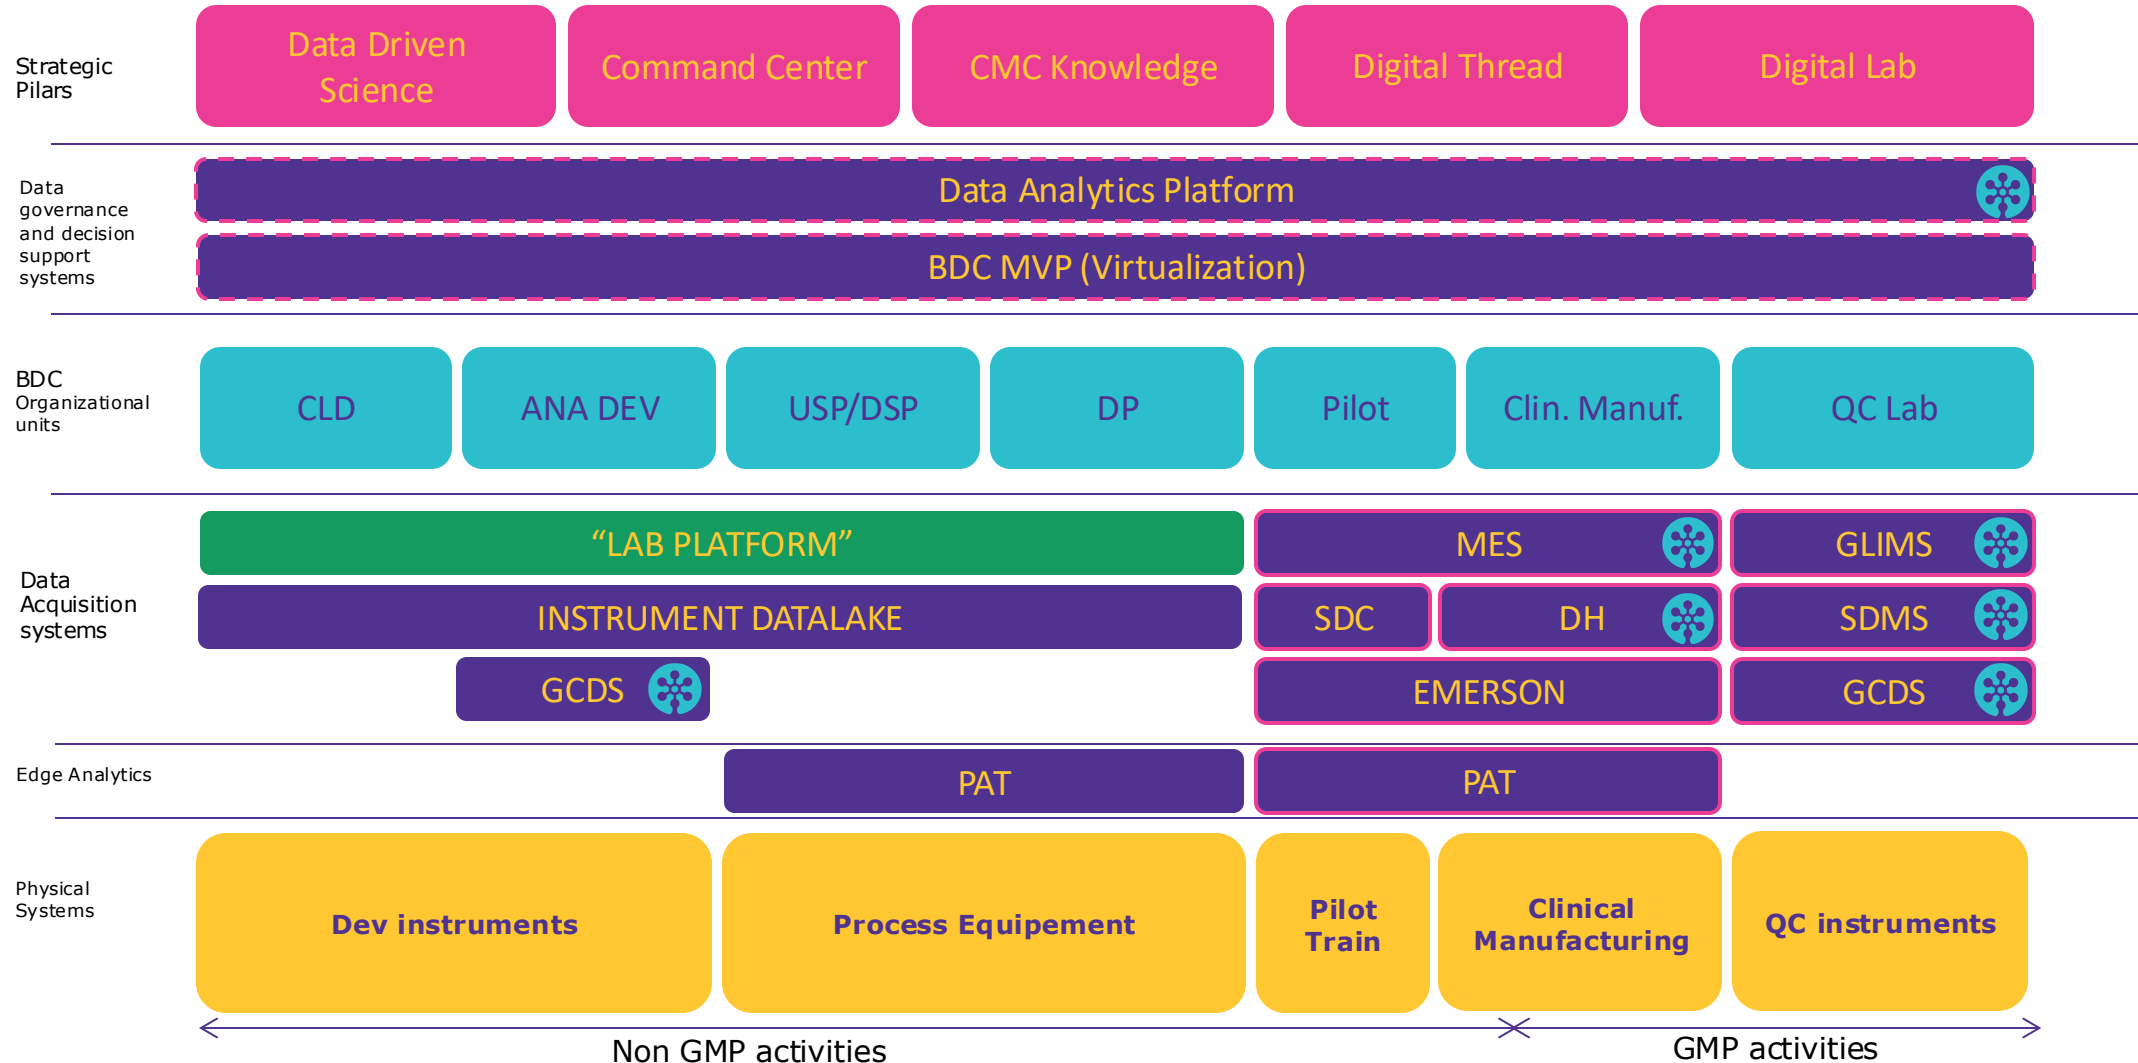 Strategic
Pilars
Data Driven
Science
Command Center
CMC Knowledge
Digital Thread
Digital Lab
Data
governance
and decision
support
systems
Data Analytics Platform
BDC MVP (Virtualization)
BDC
Organizational
units
CLD
ANA DEV
USP/DSP
DP
Pilot
Clin. Manuf.
QC Lab
Data
Acquisition
systems
“LAB PLATFORM”
MES
GLIMS
INSTRUMENT DATALAKE
SDC
DH
SDMS
GCDS
EMERSON
GCDS
Edge Analytics
PAT
PAT
Physical
Systems
Dev instruments
Process Equipement
Pilot
Train
Clinical
Manufacturing
QC instruments
Non GMP activities
GMP activities